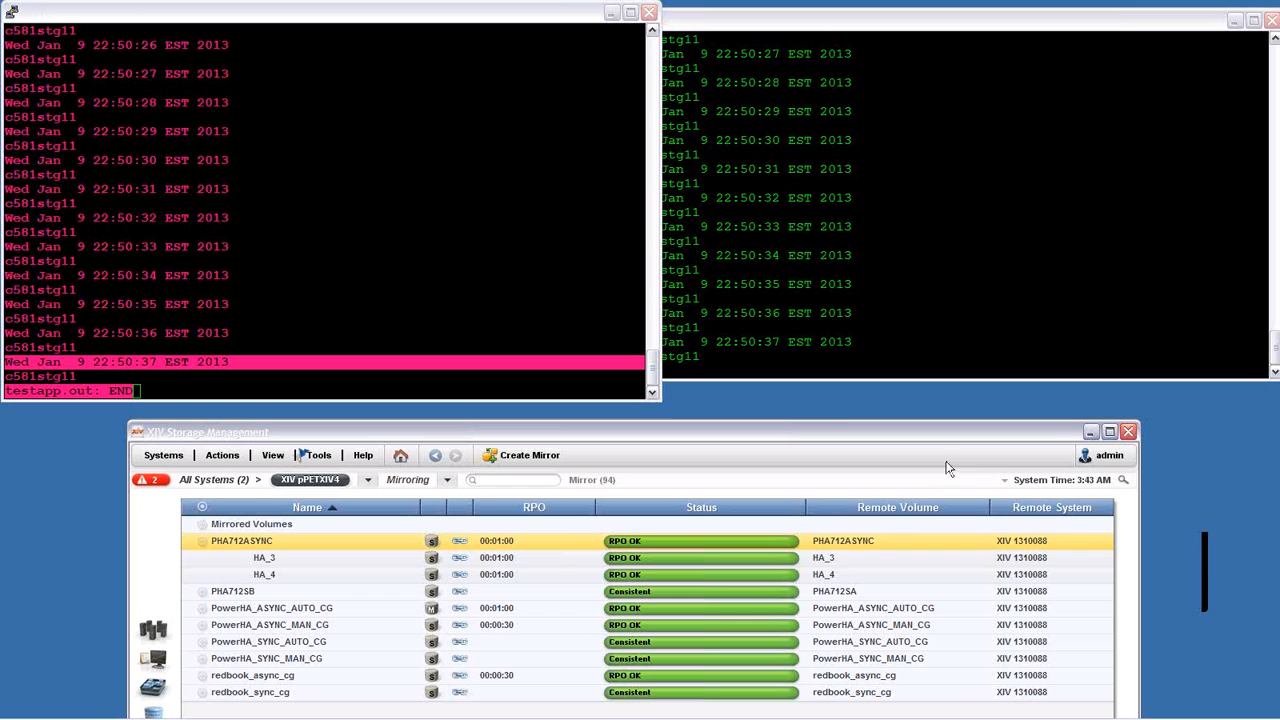 c581stg11
Wed Jan  9 22:50:26 EST 2013
c581stg11
Wed Jan  9 22:50:27 EST 2013
c581stg11
Wed Jan  9 22:50:28 EST 2013
c581stg11
Wed Jan  9 22:50:29 EST 2013
c581stg11
Wed Jan  9 22:50:30 EST 2013
c581stg11
Wed Jan  9 22:50:31 EST 2013
c581stg11
Wed Jan  9 22:50:32 EST 2013
c581stg11
Wed Jan  9 22:50:33 EST 2013
c581stg11
Wed Jan  9 22:50:34 EST 2013
c581stg11
Wed Jan  9 22:50:35 EST 2013
c581stg11
Wed Jan  9 22:50:36 EST 2013
c581stg11
Wed Jan  9 22:50:37 EST 2013
c581stg11
testapp.out: END
stg11
Jan  9 22:50:27 EST 2013
stg11
Jan  9 22:50:28 EST 2013
stg11
Jan  9 22:50:29 EST 2013
stg11
Jan  9 22:50:30 EST 2013
stg11
Jan  9 22:50:31 EST 2013
stg11
Jan  9 22:50:32 EST 2013
stg11
Jan  9 22:50:33 EST 2013
stg11
Jan  9 22:50:34 EST 2013
stg11
Jan  9 22:50:35 EST 2013
stg11
Jan  9 22:50:36 EST 2013
stg11
Jan  9 22:50:37 EST 2013
stg11
XIV Storage Management
Systems Actions View Tools Help Create Mirror admin
2 All Systems (2) > XIV pPETXIV4 Mirroring Mirror (94) System Time: 3:43 AM
Name RPO Status Remote Volume Remote System
Mirrored Volumes
PHA712ASYNC S 00:01:00 RPO OK PHA712ASYNC XIV 1310088
HA_3 S 00:01:00 RPO OK HA_3 XIV 1310088
HA_4 S 00:01:00 RPO OK HA_4 XIV 1310088
PHA712SB S Consistent PHA712SA XIV 1310088
PowerHA_ASYNC_AUTO_CG M 00:01:00 RPO OK PowerHA_ASYNC_AUTO_CG XIV 1310088
PowerHA_ASYNC_MAN_CG S 00:00:30 RPO OK PowerHA_ASYNC_MAN_CG XIV 1310088
PowerHA_SYNC_AUTO_CG S Consistent PowerHA_SYNC_AUTO_CG XIV 1310088
PowerHA_SYNC_MAN_CG S Consistent PowerHA_SYNC_MAN_CG XIV 1310088
redbook_async_cg S 00:00:30 RPO OK redbook_async_cg XIV 1310088
redbook_sync_cg S Consistent redbook_sync_cg XIV 1310088